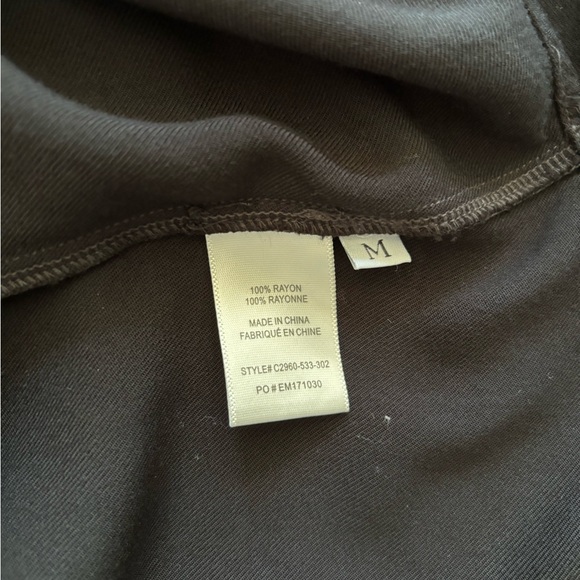 100% RAYON
100% RAYONNE
MADE IN CHINA
FABRIQUÉ EN CHINE
STYLE# C2960-533-302
PO # EM171030
M